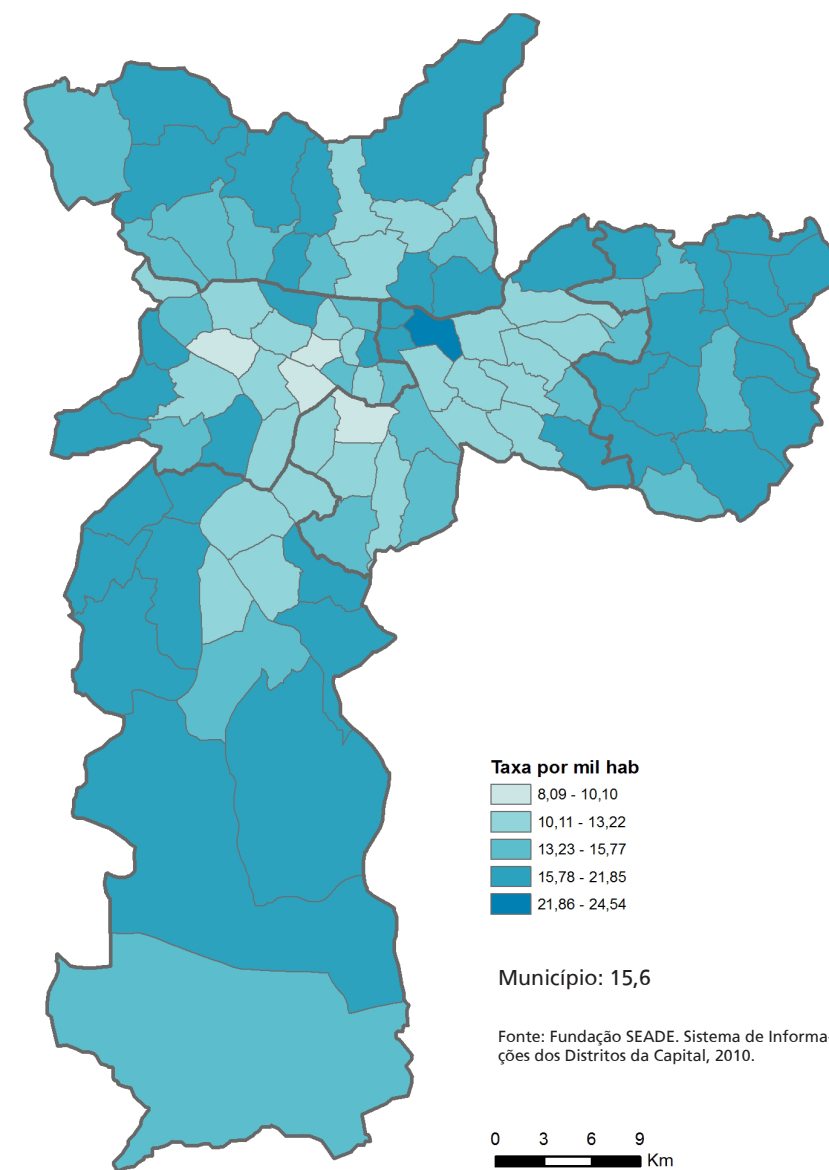 Taxa por mil hab
8,09 - 10,10
10,11 - 13,22
13,23 - 15,77
15,78 - 21,85
21,86 - 24,54
Município: 15,6
Fonte: Fundação SEADE. Sistema de Informa-
ções dos Distritos da Capital, 2010.
0 3 6 9
Km